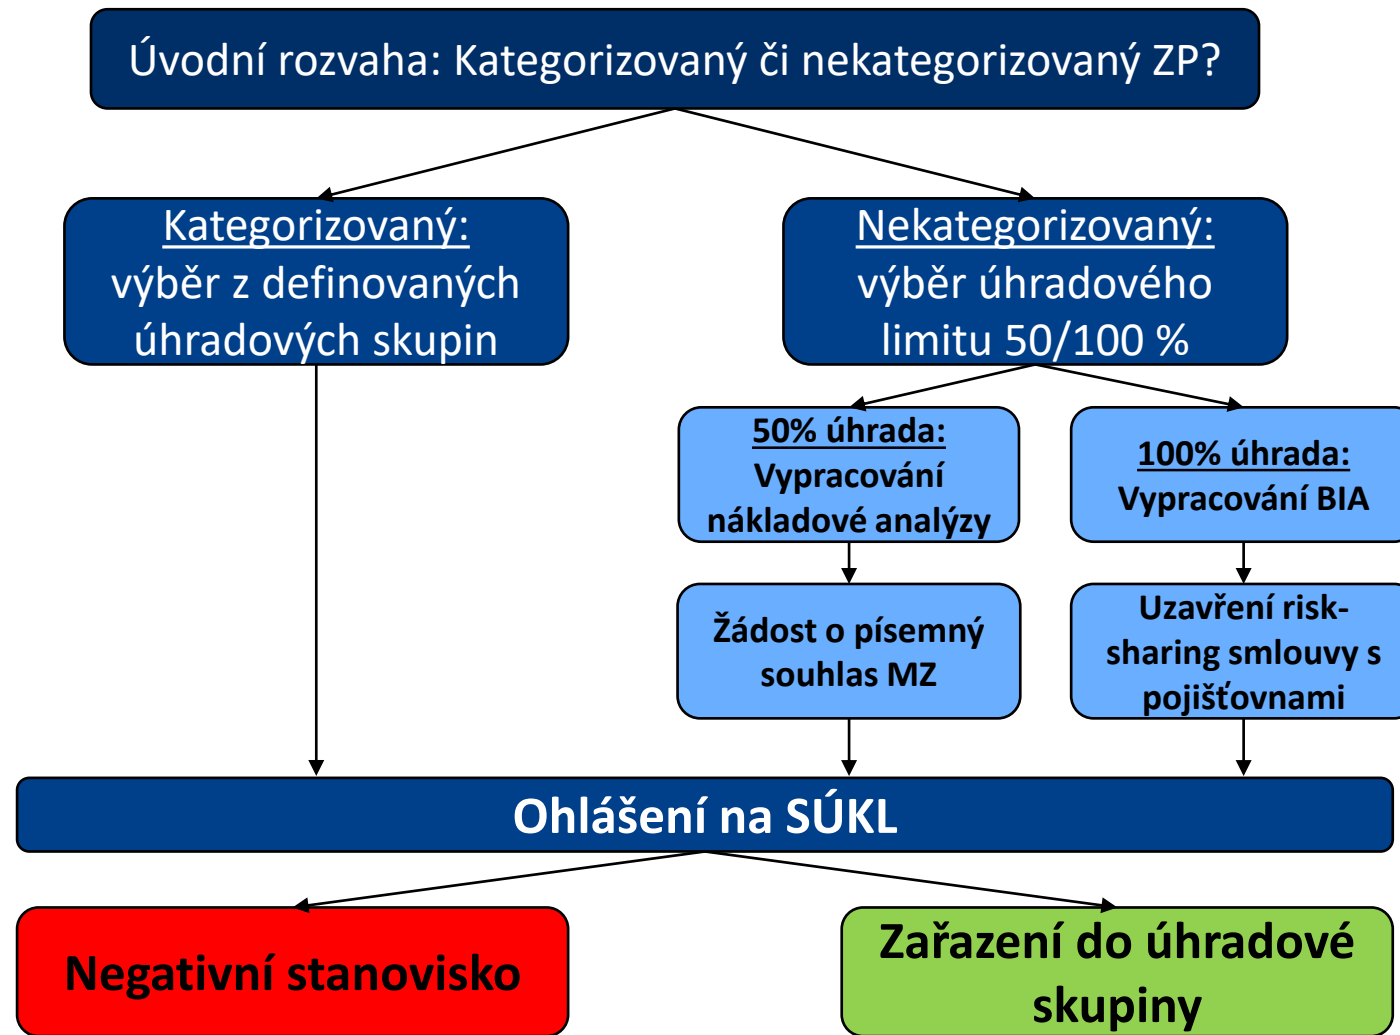 Úvodní rozvaha: Kategorizovaný či nekategorizovaný ZP?
Kategorizovaný:
výběr z definovaných
úhradových skupin
Nekategorizovaný:
výběr úhradového
limitu 50/100 %
50% úhrada:
Vypracování
nákladové analýzy
100% úhrada:
Vypracování BIA
Žádost o písemný
souhlas MZ
Uzavření risk-
sharing smlouvy s
pojišťovnami
Ohlášení na SÚKL
Negativní stanovisko
Zařazení do úhradové
skupiny